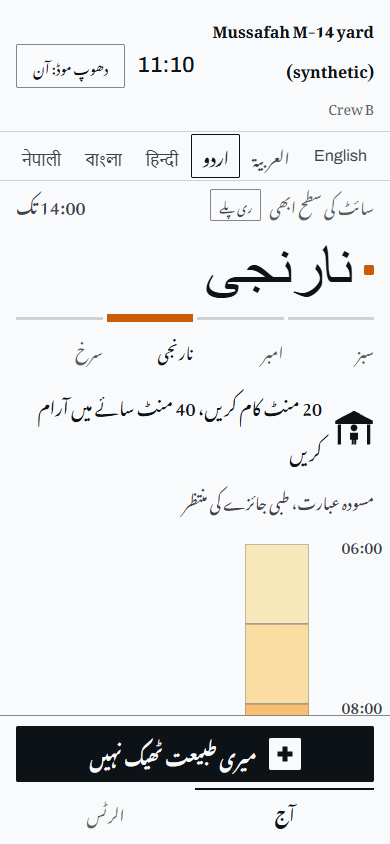 Mussafah M-14 yard
(synthetic)
Crew B
11:10
دھوپ موڈ: آن
English
العربية
اردو
हिन्दी
বাংলা
नेपाली
سائٹ کی سطح ابھی
ری پلے
14:00 تک
نارنجی
سبز
امبر
نارنجی
سرخ
20 منٹ کام کریں، 40 منٹ سائے میں آرام
کریں
مسودہ عبارت، طبی جائزے کی منتظر
06:00
08:00
میری طبیعت ٹھیک نہیں
آج
الرٹس